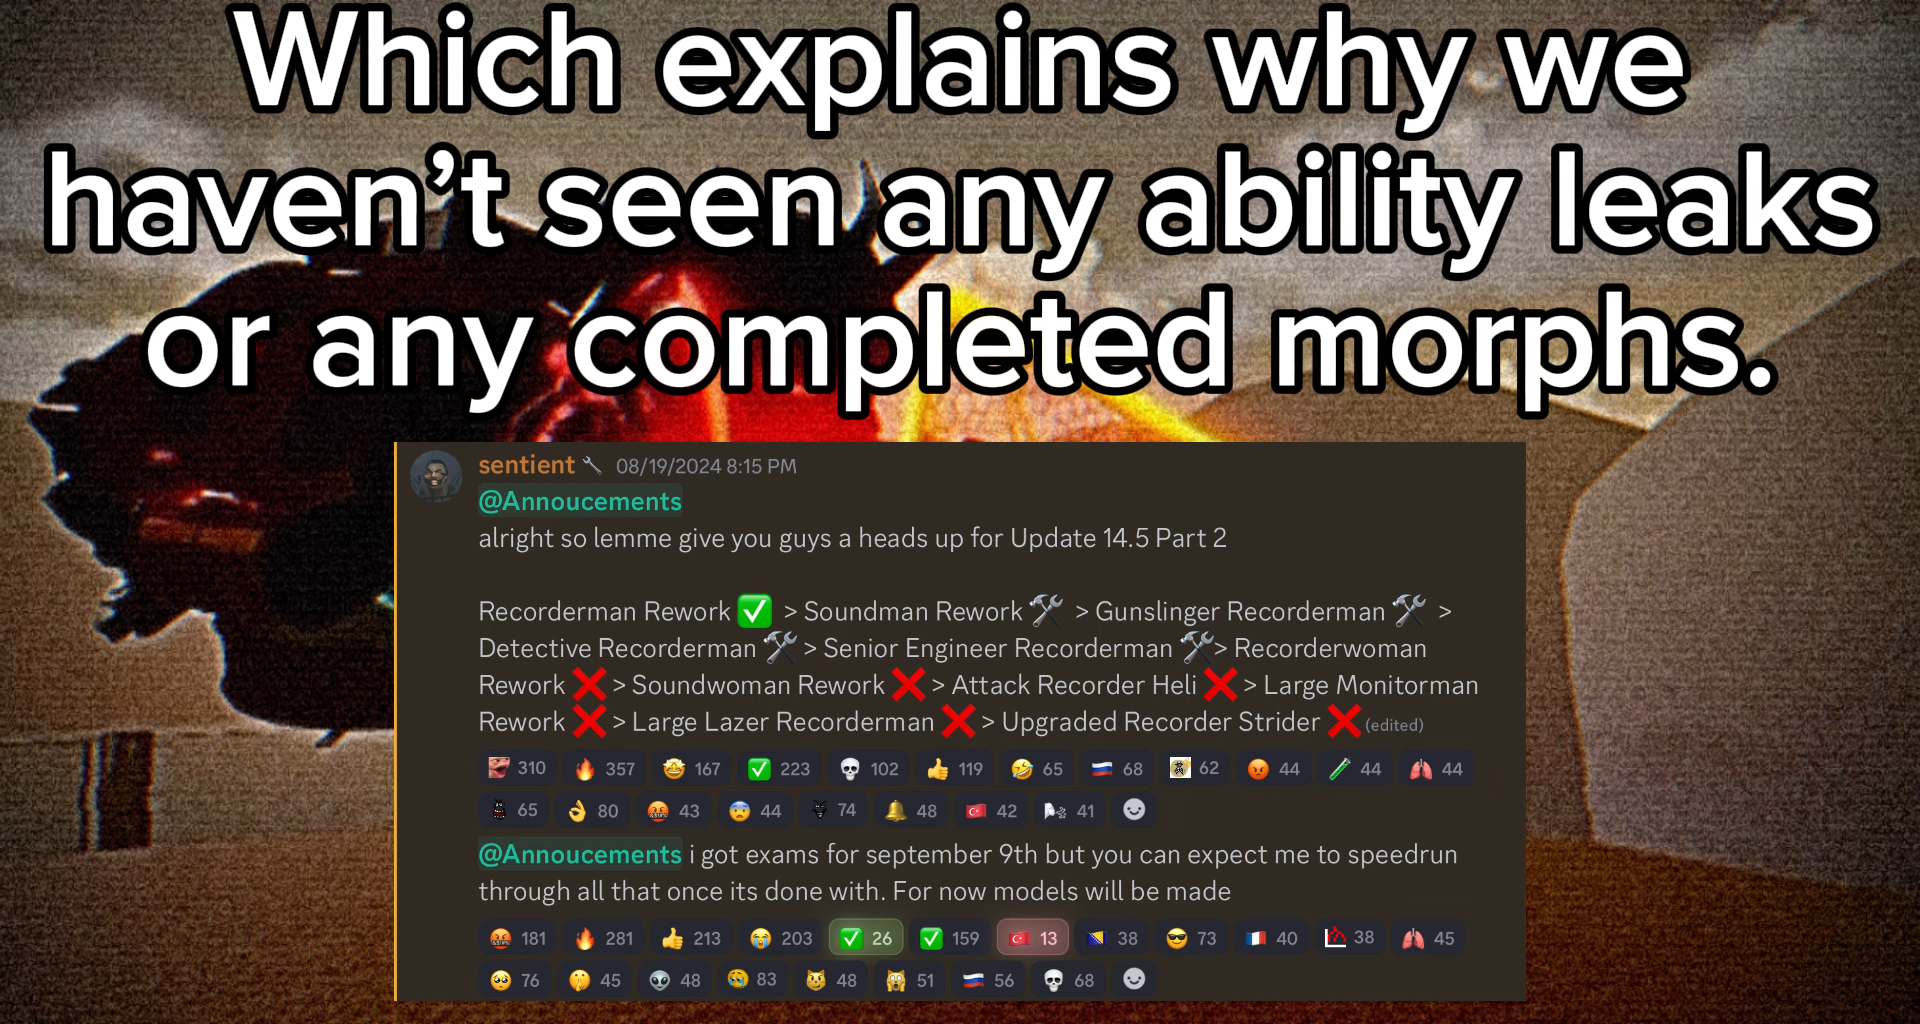 Which explains why we
haven't seen any ability leaks
or any completed morphs.
sentient 08/19/2024 8:15 PM
@Annoucements
alright so lemme give you guys a heads up for Update 14.5 Part 2
Recorderman Rework ✅ > Soundman Rework 🛠 > Gunslinger Recorderman 🛠 >
Detective Recorderman 🛠 > Senior Engineer Recorderman 🛠> Recorderwoman
Rework ❌ > Soundwoman Rework ❌ > Attack Recorder Heli ❌ > Large Monitorman
Rework ❌ > Large Lazer Recorderman ❌ > Upgraded Recorder Strider ❌ (edited)
310 357 167 223 102 119 65 68 62 44 44 44
65 80 43 44 74 48 42 41
@Annoucements i got exams for september 9th but you can expect me to speedrun
through all that once its done with. For now models will be made
181 281 213 203 26 159 13 38 73 40 38 45
76 45 48 83 48 51 56 68